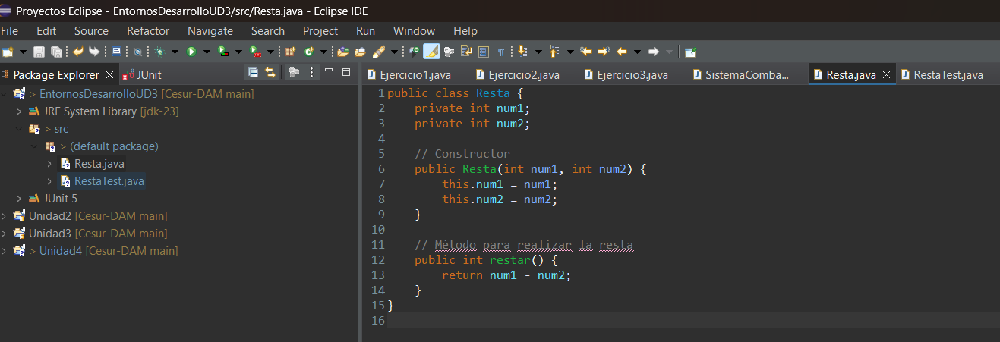 Proyectos Eclipse - EntornosDesarrolloUD3/src/Resta.java - Eclipse IDE
File Edit Source Refactor Navigate Search Project Run Window Help
Package Explorer JUnit
> EntornosDesarrolloUD3 [Cesur-DAM main]
JRE System Library [jdk-23]
> src
> (default package)
Resta.java
RestaTest.java
JUnit 5
Unidad2 [Cesur-DAM main]
Unidad3 [Cesur-DAM main]
> Unidad4 [Cesur-DAM main]
Ejercicio1.java Ejercicio2.java Ejercicio3.java SistemaComba... Resta.java RestaTest.java
1 public class Resta {
2     private int num1;
3     private int num2;
4
5     // Constructor
6     public Resta(int num1, int num2) {
7         this.num1 = num1;
8         this.num2 = num2;
9     }
10
11     // Método para realizar la resta
12     public int restar() {
13         return num1 - num2;
14     }
15 }
16